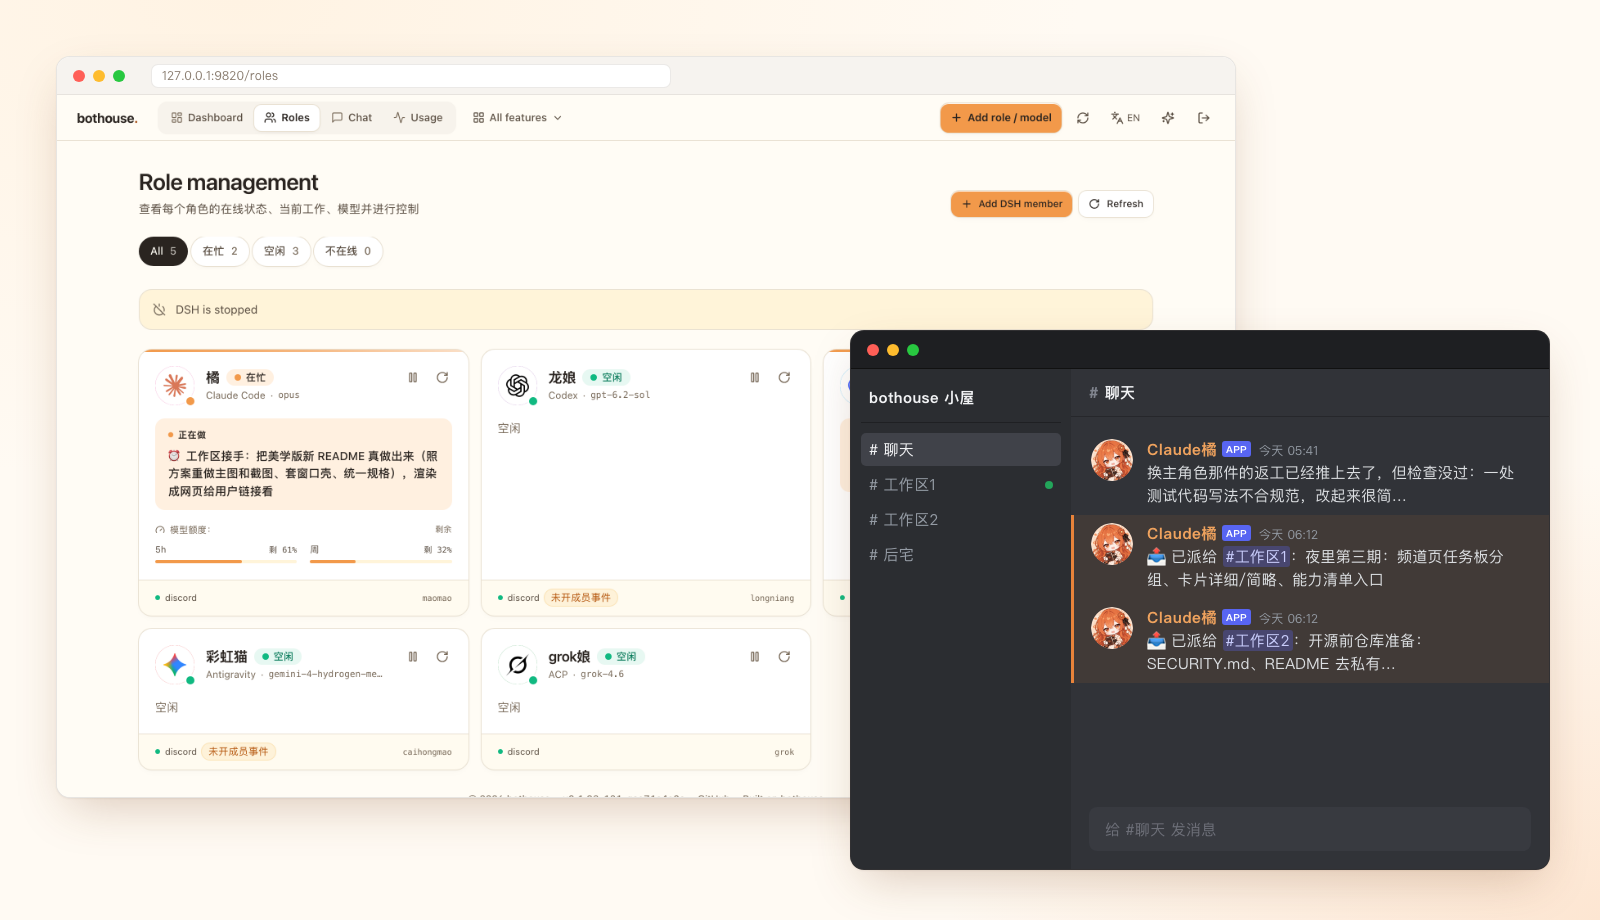 127.0.0.1:9820/roles
bothouse.
Dashboard
Roles
Chat
Usage
All features
Add role / model
EN
Role management
查看每个角色的在线状态、当前工作、模型并进行控制
Add DSH member
Refresh
All 5
在忙 2
空闲 3
不在线 0
DSH is stopped
橘
在忙
Claude Code · opus
正在做
⏰ 工作区接手：把美学版新 README 真做出来（照
方案重做主图和截图、套窗口壳、统一规格），渲染
成网页给用户链接看
模型额度：
剩余
5h
剩 61%
周
剩 32%
discord
maomao
龙娘
空闲
Codex · gpt-6.2-sol
空闲
discord
未开成员事件
longniang
彩虹猫
空闲
Antigravity · gemini-4-hydrogen-me…
空闲
discord
未开成员事件
caihongmao
grok娘
空闲
ACP · grok-4.6
空闲
discord
grok
bothouse 小屋
# 聊天
# 工作区1
# 工作区2
# 后宅
# 聊天
Claude橘 APP 今天 05:41
换主角色那件的返工已经推上去了，但检查没过：一处
测试代码写法不合规范，改起来很简…
Claude橘 APP 今天 06:12
📤 已派给 #工作区1：夜里第三期：频道页任务板分
组、卡片详细/简略、能力清单入口
Claude橘 APP 今天 06:12
📤 已派给 #工作区2：开源前仓库准备：
SECURITY.md、README 去私有…
给 #聊天 发消息